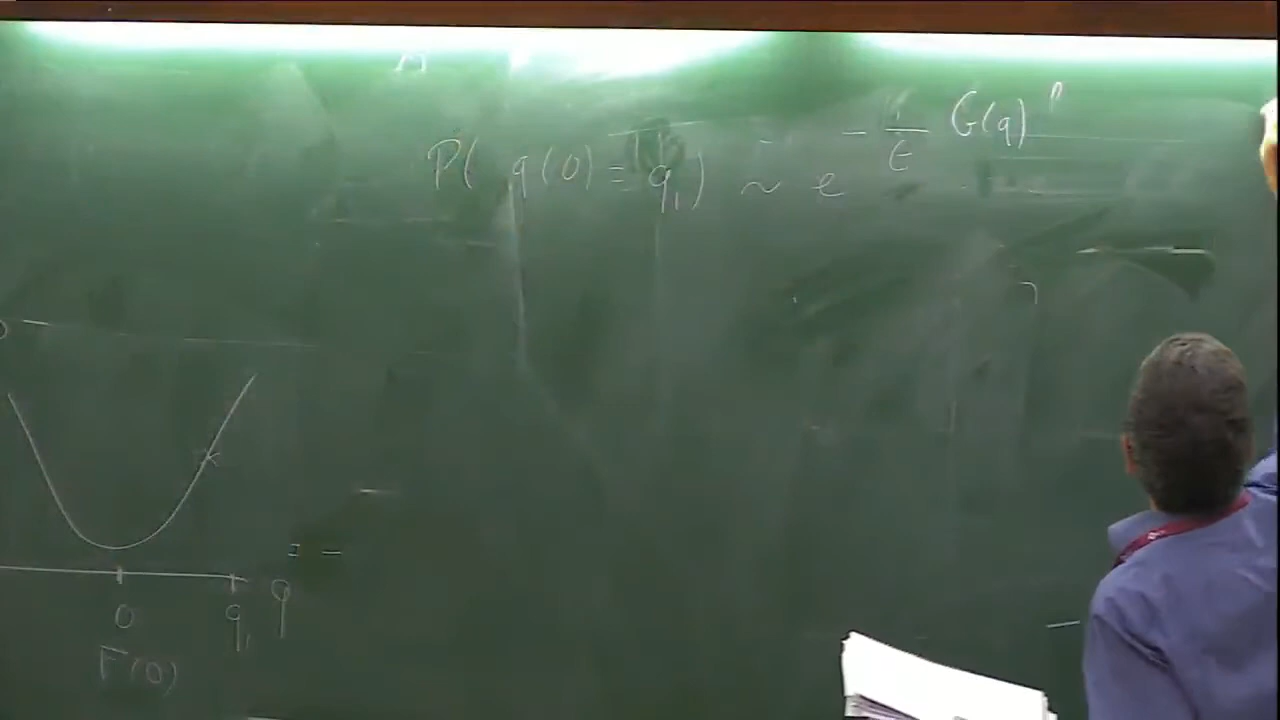 P( q(0) = q₁ ) ~ e^{- 1/ε G(q)}
0 q₁ q
F(0)